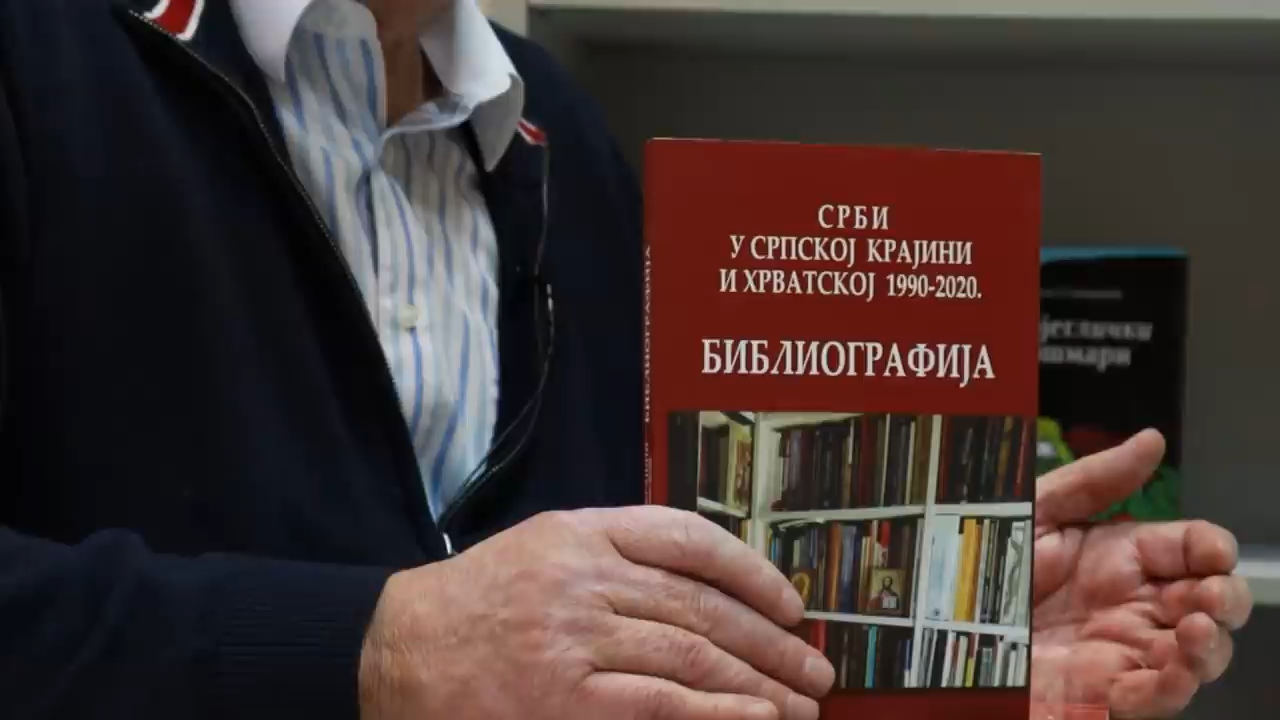 СРБИ
У СРПСКОЈ КРАЈИНИ
И ХРВАТСКОЈ 1990-2020.
БИБЛИОГРАФИЈА
БИБЛИОГРАФИЈА